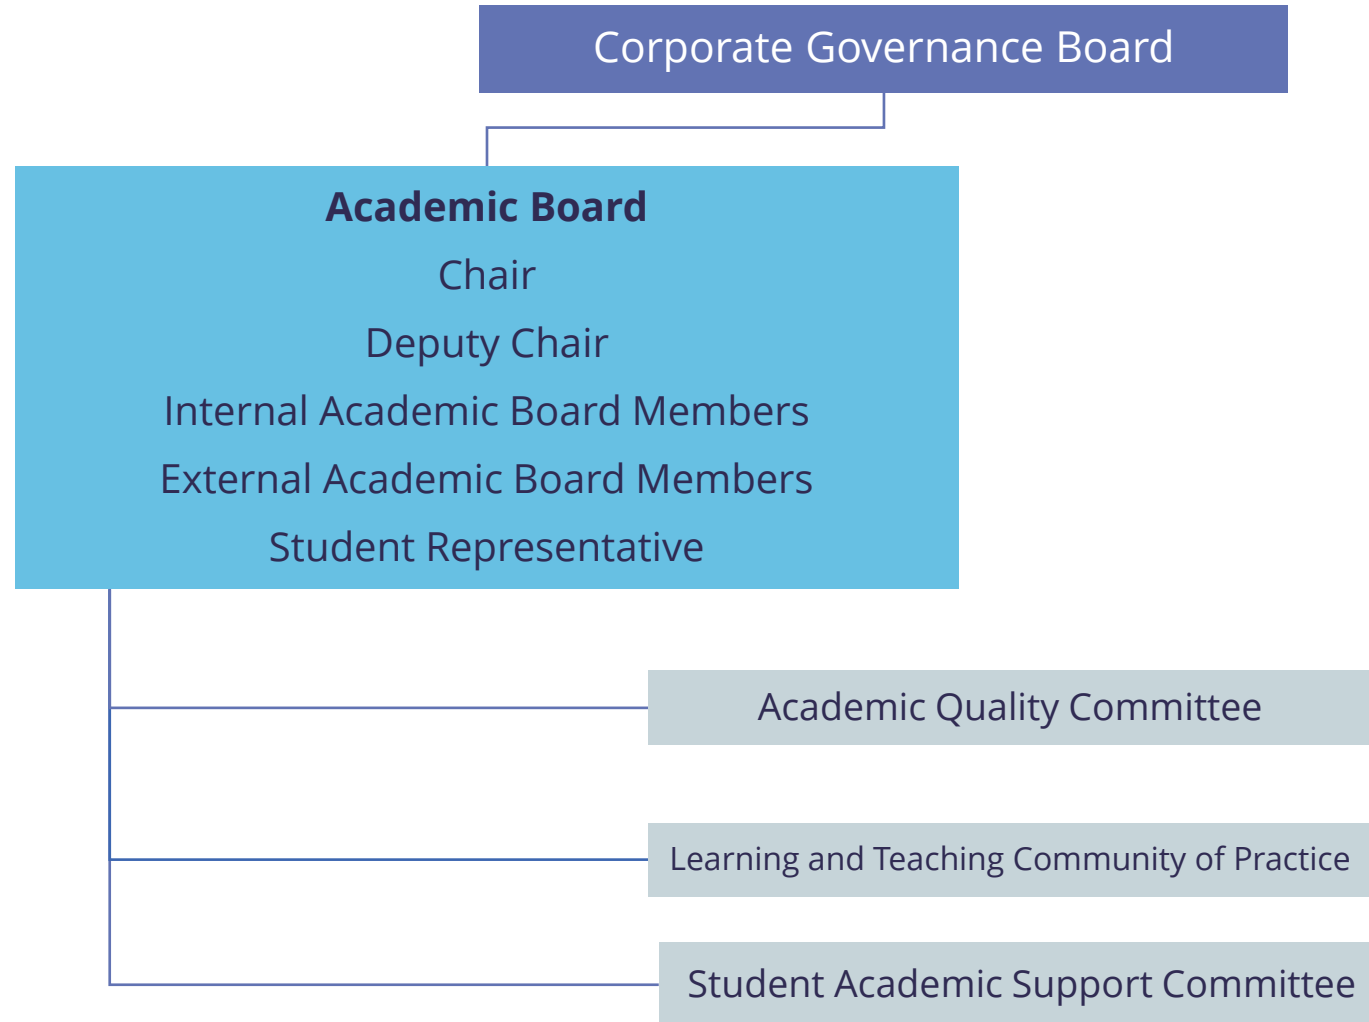 Corporate Governance Board
Academic Board
Chair
Deputy Chair
Internal Academic Board Members
External Academic Board Members
Student Representative
Academic Quality Committee
Learning and Teaching Community of Practice
Student Academic Support Committee